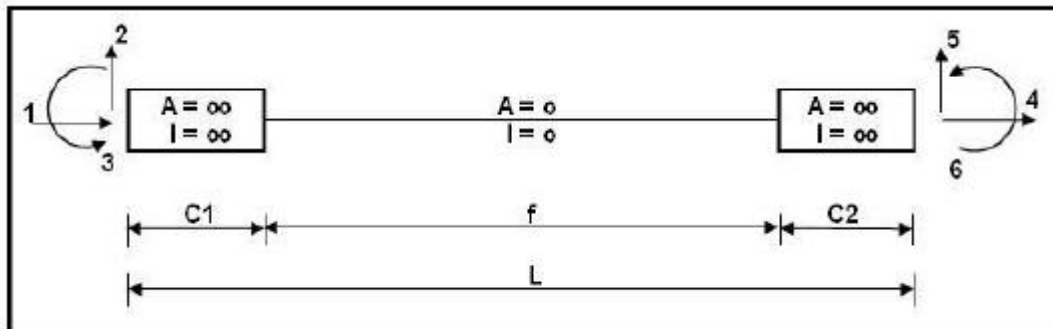 2 5
A = ∞ A = o A = ∞
1 4
I = ∞ I = o I = ∞
3 6
C1 f C2
L